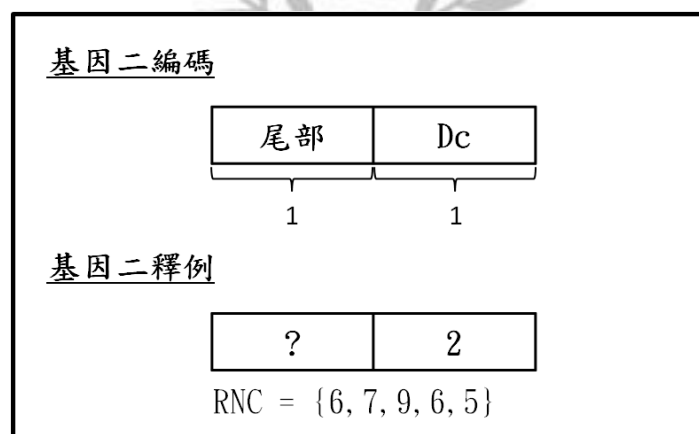 基因二編碼
尾部 Dc
1 1
基因二釋例
? 2
RNC = {6,7,9,6,5}